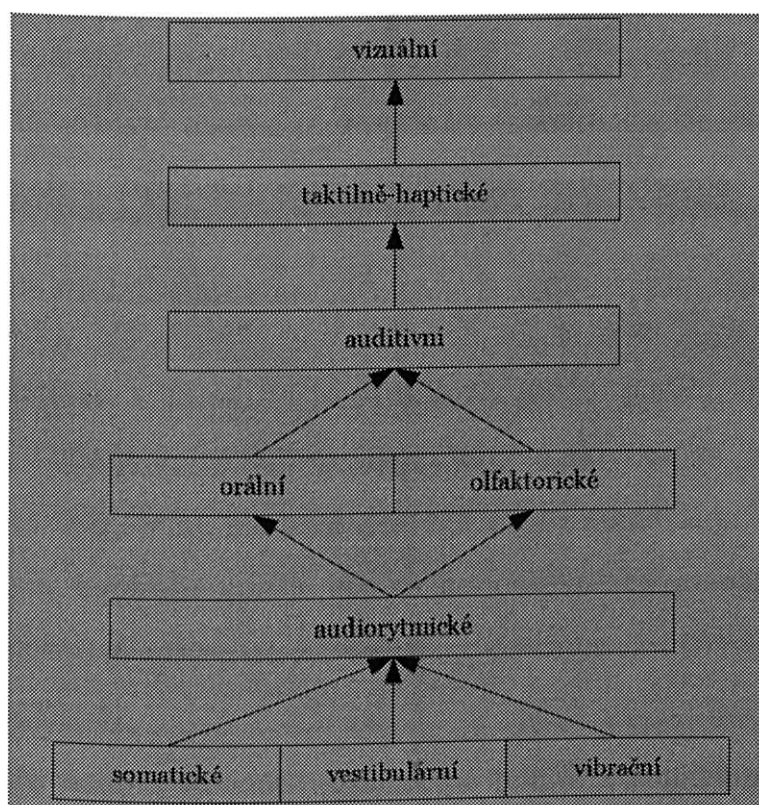 vizuální
taktilně-haptické
auditivní
orální olfaktorické
audiorytmické
somatické vestibulární vibrační